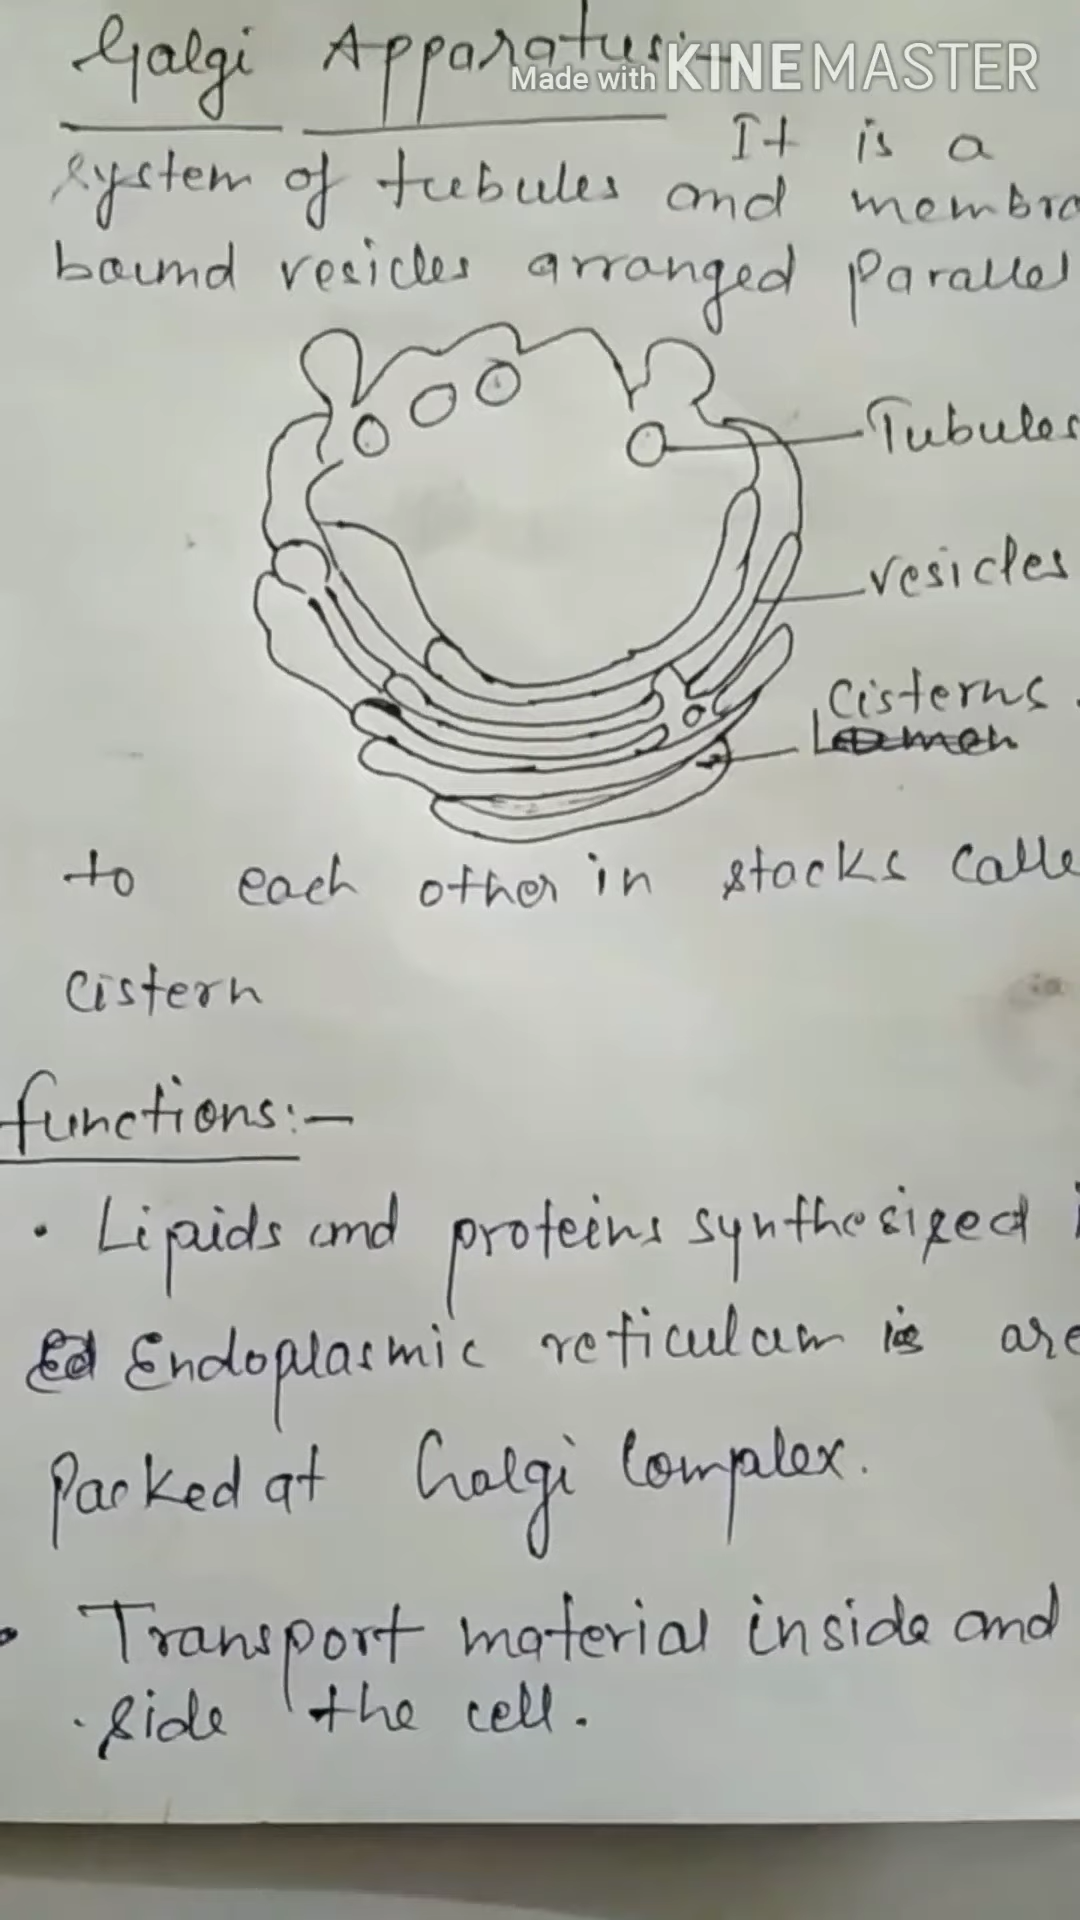 Golgi Apparatus:-
Made with KINEMASTER
It is a
system of tubules and membra
bound vesicles arranged parallel
Tubules
vesicles
Cisterns
to each other in stacks calle
cistern
functions:-
• Lipids and proteins synthesized i
Endoplasmic reticulum is are
Packed at Golgi Complex.
• Transport material inside and
side the cell.